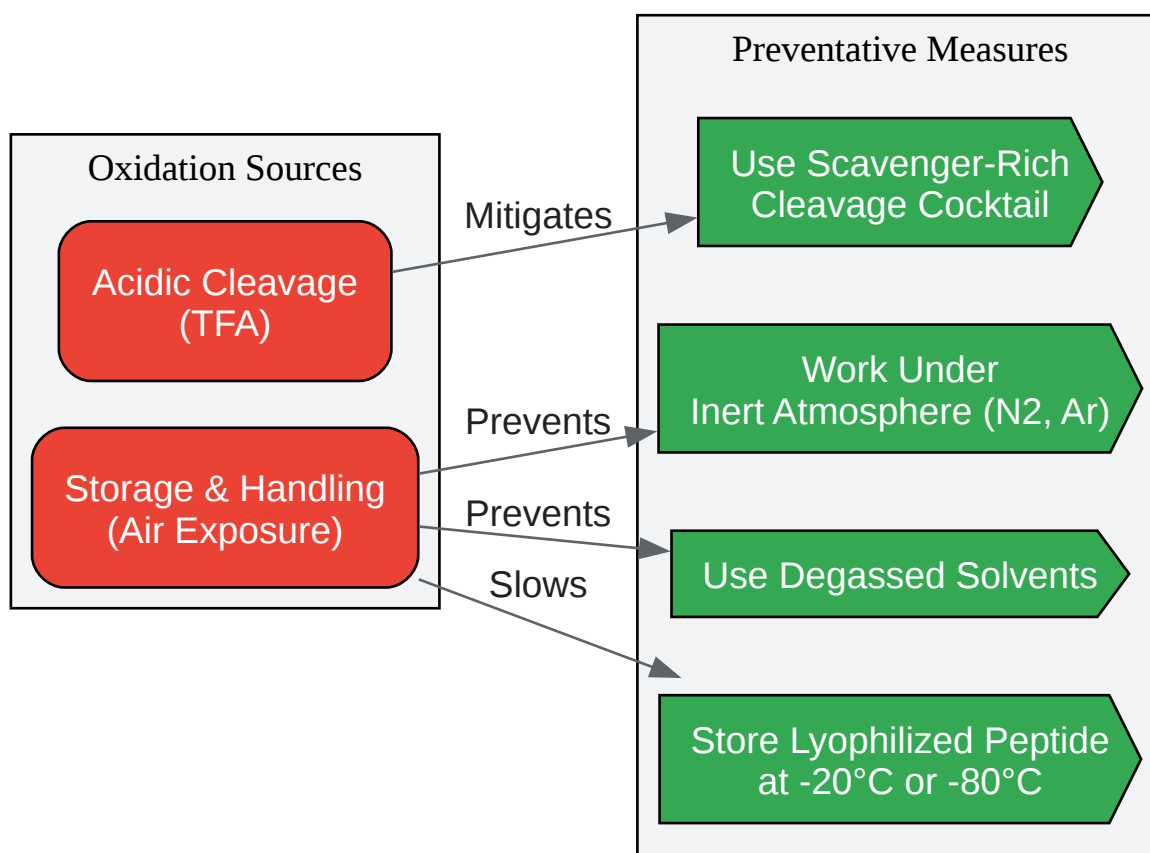 Oxidation Sources
Acidic Cleavage
(TFA)
Storage & Handling
(Air Exposure)
Mitigates
Prevents
Prevents
Slows
Preventative Measures
Use Scavenger-Rich
Cleavage Cocktail
Work Under
Inert Atmosphere (N2, Ar)
Use Degassed Solvents
Store Lyophilized Peptide
at -20°C or -80°C